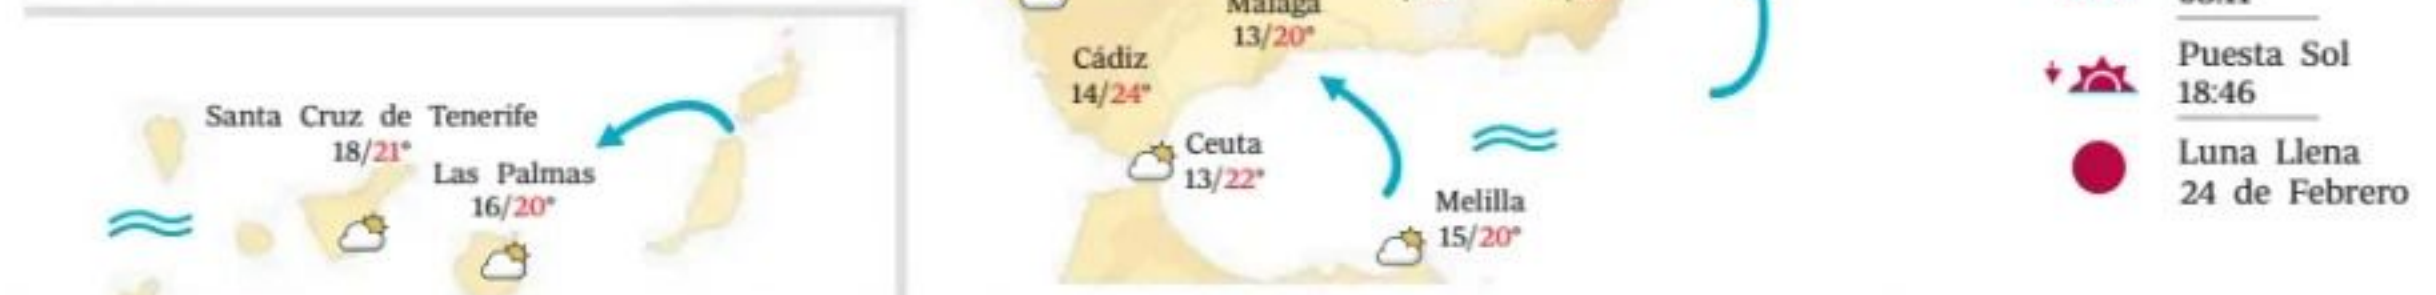 Málaga
13/20°
Cádiz
14/24°
Santa Cruz de Tenerife
18/21°
Las Palmas
16/20°
Ceuta
13/22°
Melilla
15/20°
Puesta Sol
18:46
Luna Llena
24 de Febrero